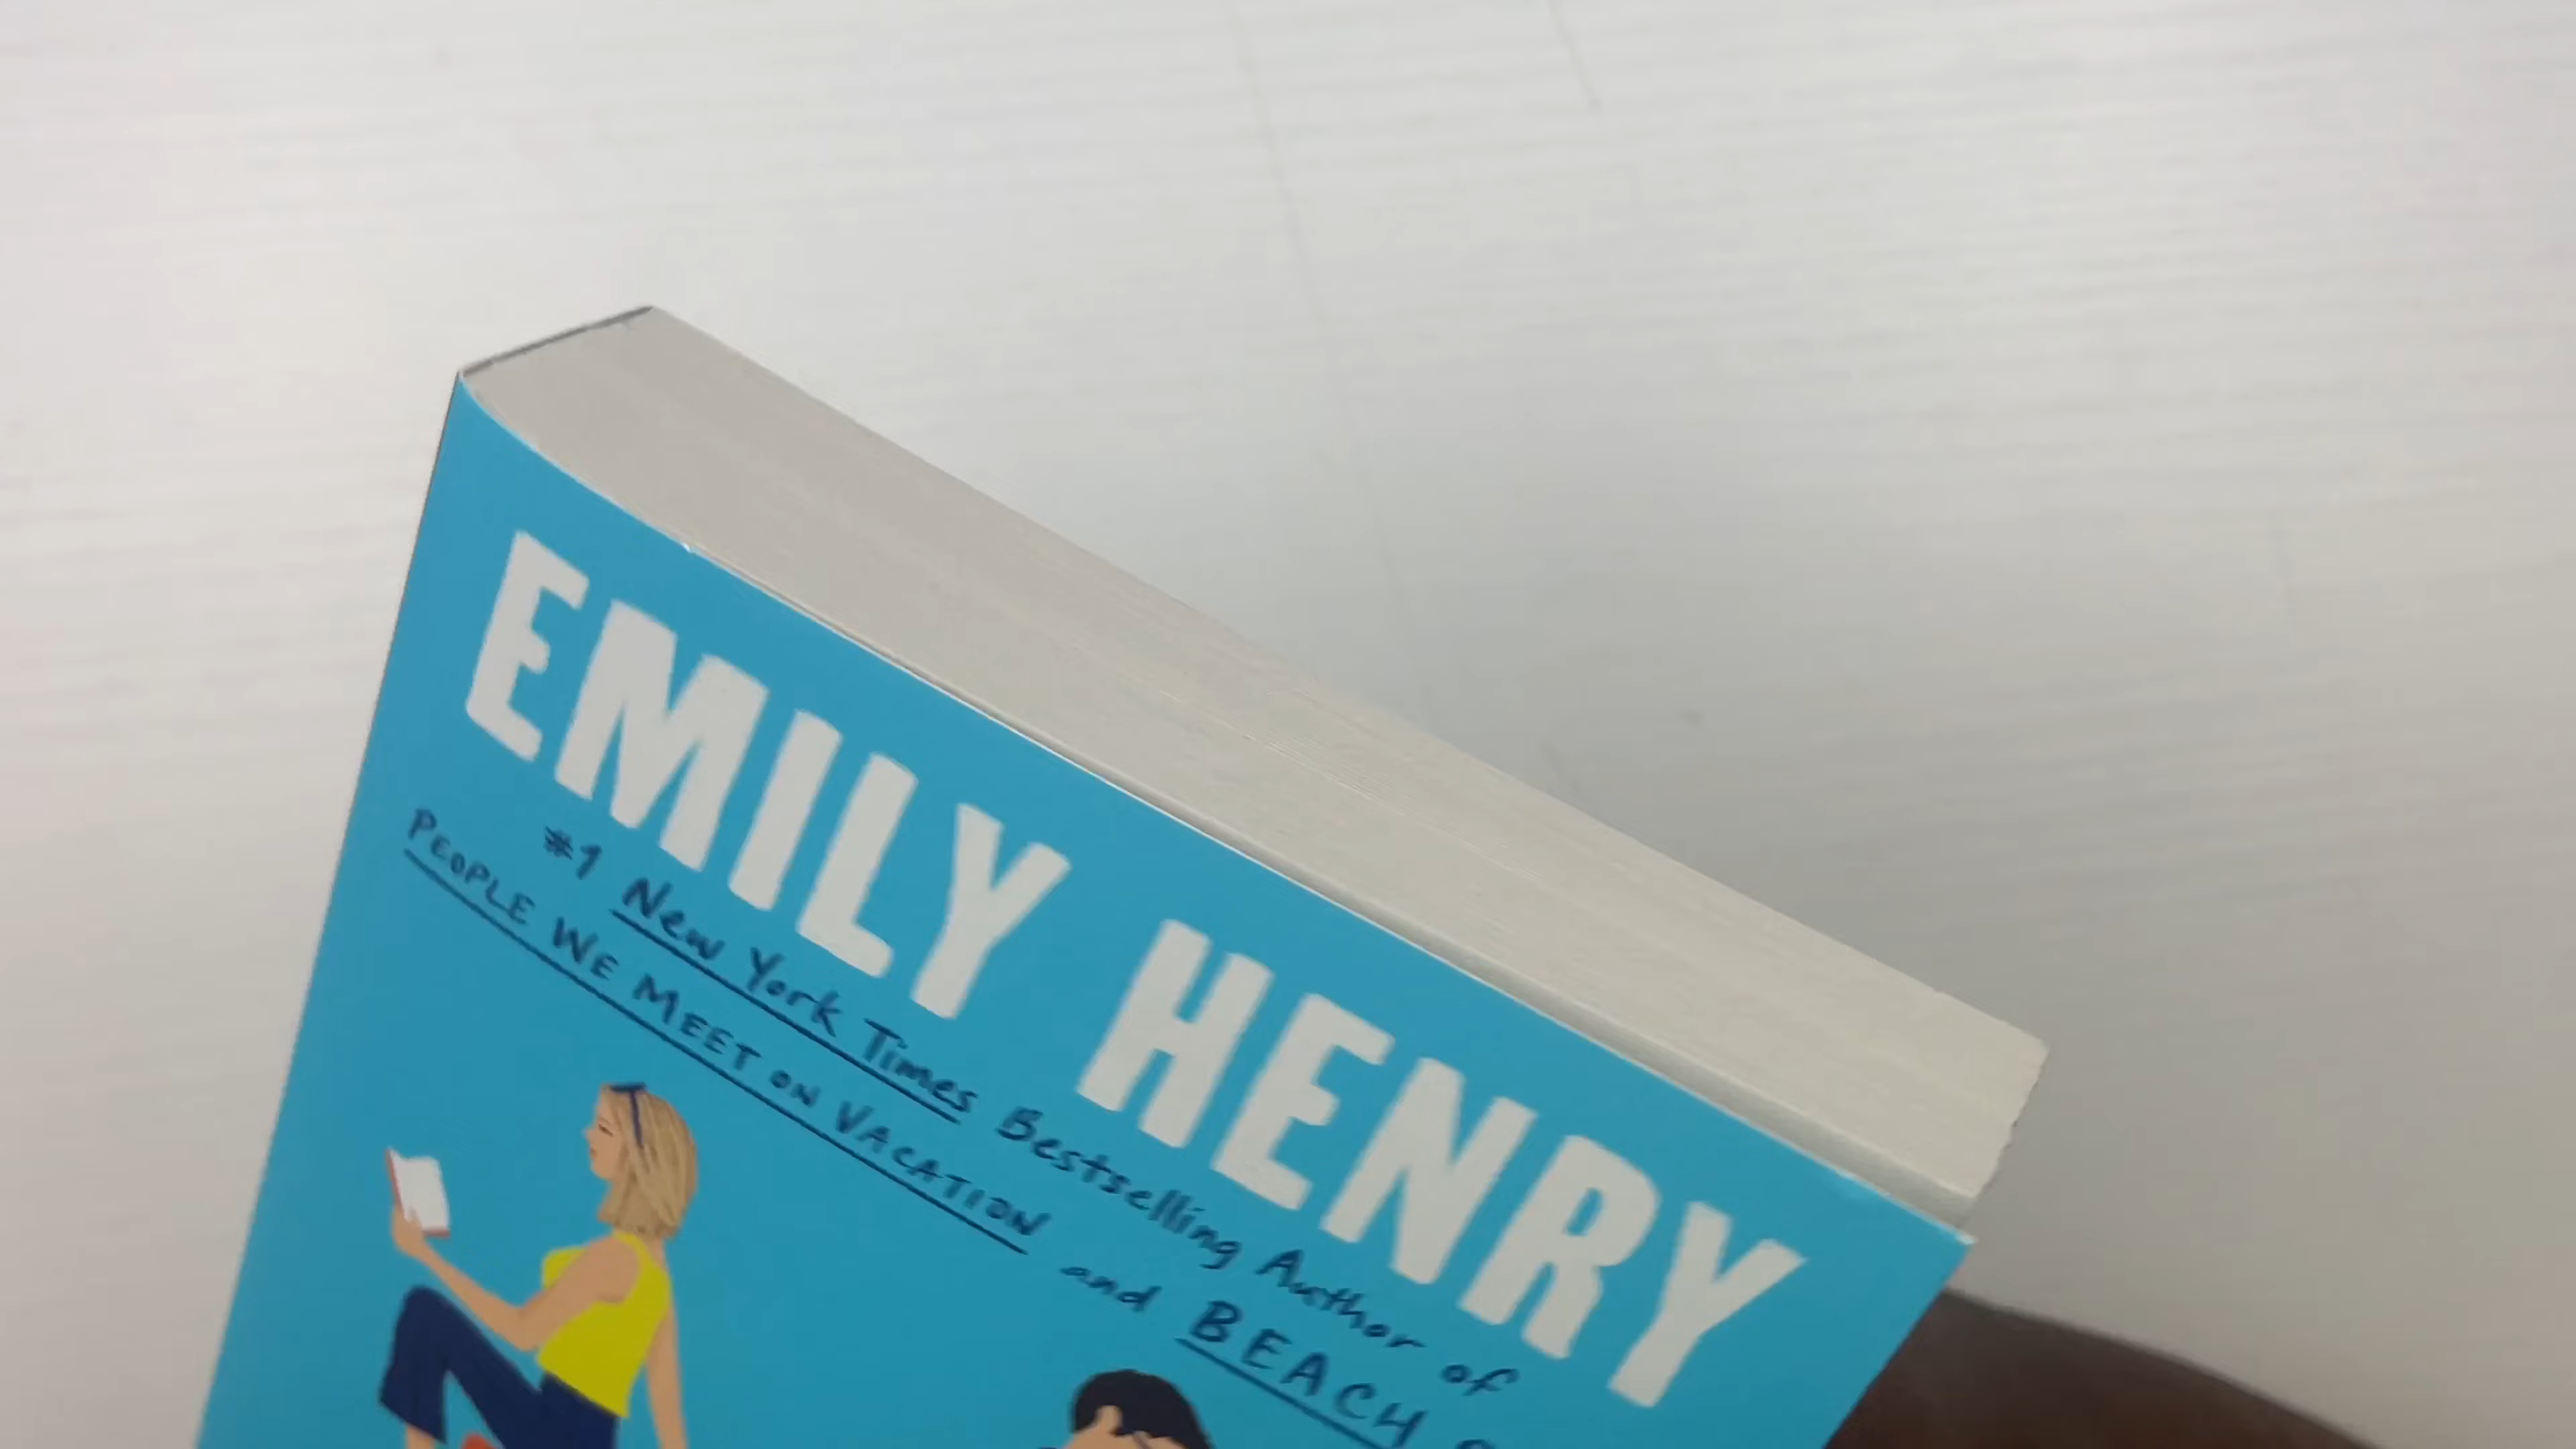 EMILY HENRY
#1 New York Times Bestselling Author of
PEOPLE WE MEET ON VACATION and BEACH